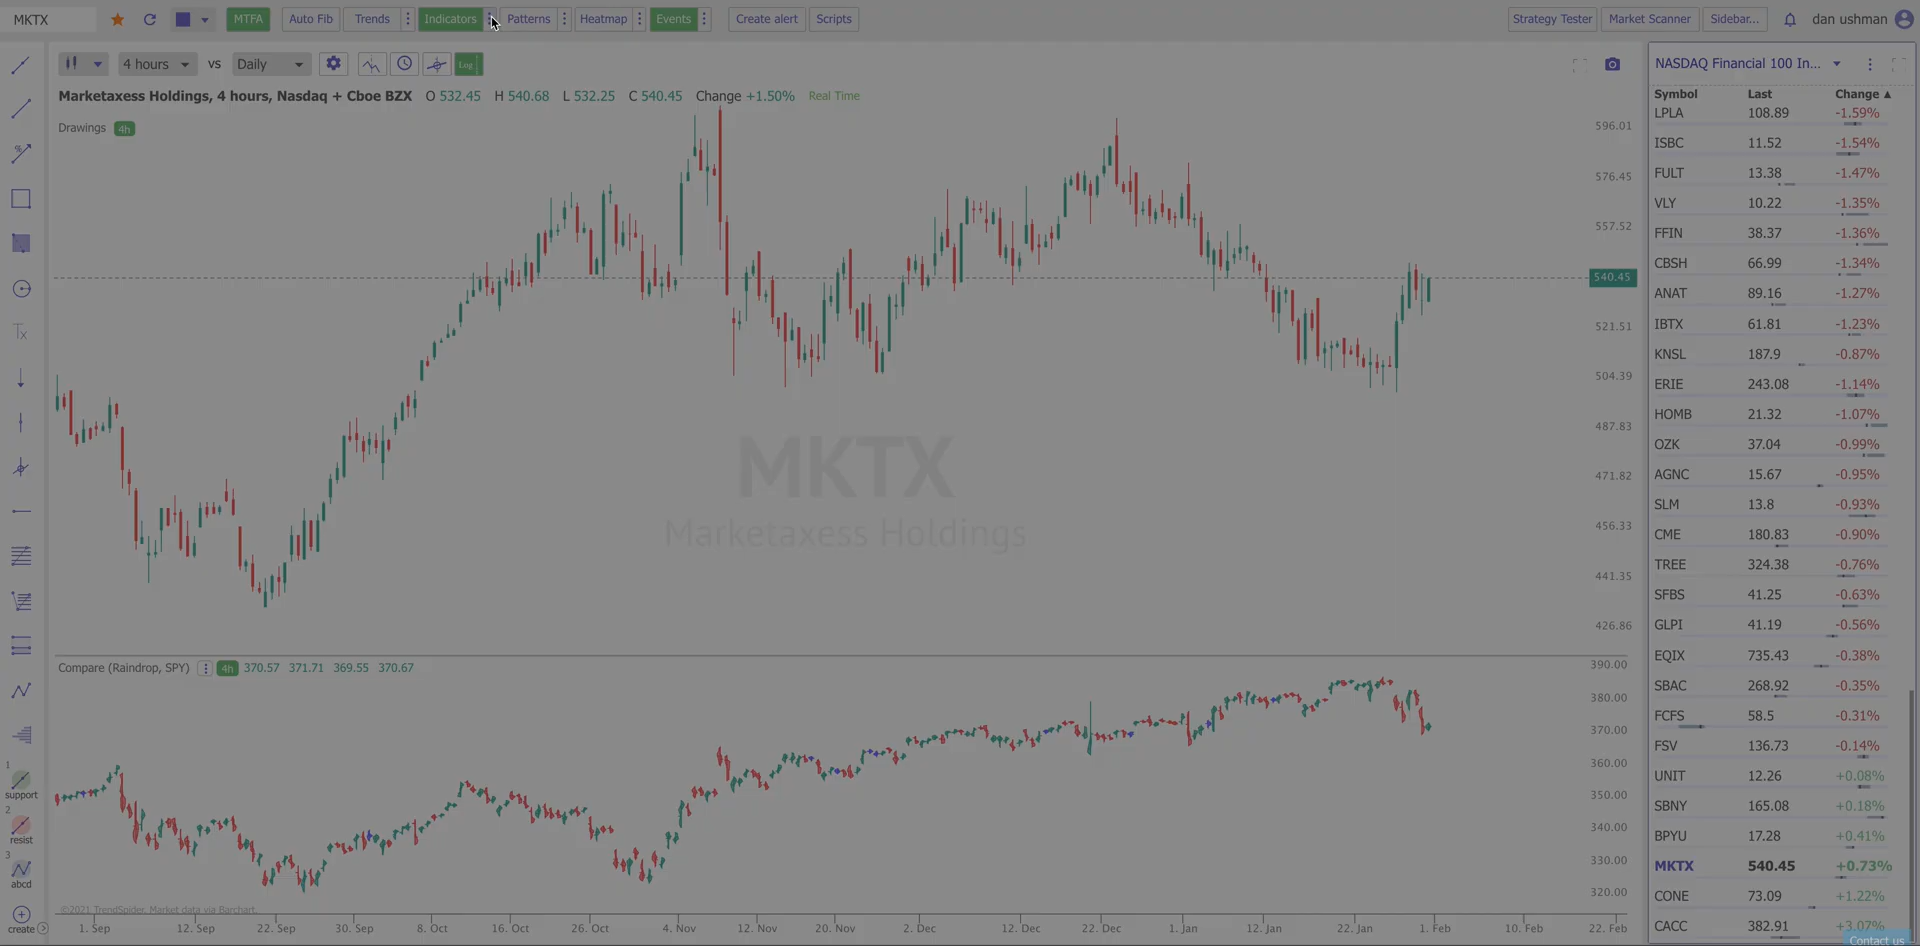 MKTX
MTFA
Auto Fib
Trends
Indicators
Patterns
Heatmap
Events
Create alert
Scripts
Strategy Tester
Market Scanner
Sidebar...
dan ushman
4 hours vs Daily
Log
Marketaxess Holdings, 4 hours, Nasdaq + Cboe BZX O 532.45 H 540.68 L 532.25 C 540.45 Change +1.50% Real Time
Drawings 4h
596.01
576.45
557.52
540.45
521.51
504.39
487.83
471.82
456.33
441.35
426.86
MKTX
Marketaxess Holdings
Compare (Raindrop, SPY) 4h 370.57 371.71 369.55 370.67
390.00
380.00
370.00
360.00
350.00
340.00
330.00
320.00
©2021 TrendSpider. Market data via Barchart.
1. Sep 12. Sep 22. Sep 30. Sep 8. Oct 16. Oct 26. Oct 4. Nov 12. Nov 20. Nov 2. Dec 12. Dec 22. Dec 1. Jan 12. Jan 22. Jan 1. Feb 10. Feb 22. Feb
Tx
%
1
support
2
resist
3
abcd
create
NASDAQ Financial 100 In...
Symbol Last Change ▲
LPLA 108.89 -1.59%
ISBC 11.52 -1.54%
FULT 13.38 -1.47%
VLY 10.22 -1.35%
FFIN 38.37 -1.36%
CBSH 66.99 -1.34%
ANAT 89.16 -1.27%
IBTX 61.81 -1.23%
KNSL 187.9 -0.87%
ERIE 243.08 -1.14%
HOMB 21.32 -1.07%
OZK 37.04 -0.99%
AGNC 15.67 -0.95%
SLM 13.8 -0.93%
CME 180.83 -0.90%
TREE 324.38 -0.76%
SFBS 41.25 -0.63%
GLPI 41.19 -0.56%
EQIX 735.43 -0.38%
SBAC 268.92 -0.35%
FCFS 58.5 -0.31%
FSV 136.73 -0.14%
UNIT 12.26 +0.08%
SBNY 165.08 +0.18%
BPYU 17.28 +0.41%
MKTX 540.45 +0.73%
CONE 73.09 +1.22%
CACC 382.91 +3.07%
Contact us